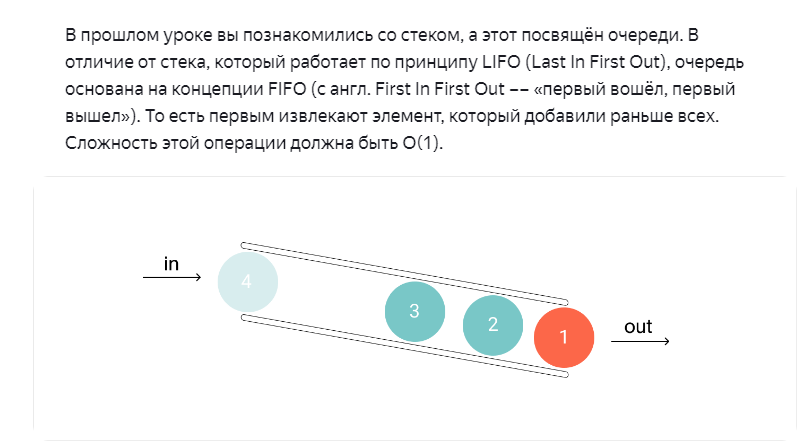 В прошлом уроке вы познакомились со стеком, а этот посвящён очереди. В
отличие от стека, который работает по принципу LIFO (Last In First Out), очередь
основана на концепции FIFO (с англ. First In First Out –– «первый вошёл, первый
вышел»). То есть первым извлекают элемент, который добавили раньше всех.
Сложность этой операции должна быть O(1).
in
4
3
2
1
out